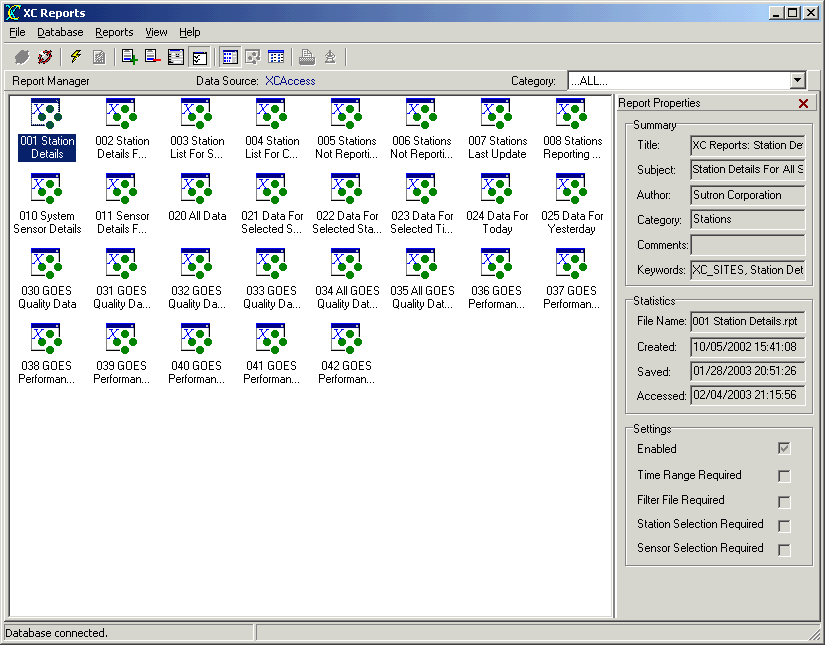 XC Reports
File Database Reports View Help
Report Manager Data Source: XCAccess Category: ...ALL...
001 Station Details
002 Station Details F...
003 Station List For S...
004 Station List For C...
005 Stations Not Reporti...
006 Stations Not Reporti...
007 Stations Last Update
008 Stations Reporting ...
010 System Sensor Details
011 Sensor Details F...
020 All Data
021 Data For Selected S...
022 Data For Selected Sta...
023 Data For Selected Ti...
024 Data For Today
025 Data For Yesterday
030 GOES Quality Data
031 GOES Quality Da...
032 GOES Quality Da...
033 GOES Quality Da...
034 All GOES Quality Dat...
035 All GOES Quality Dat...
036 GOES Performan...
037 GOES Performan...
038 GOES Performan...
039 GOES Performan...
040 GOES Performan...
041 GOES Performan...
042 GOES Performan...
Report Properties
Summary
Title: XC Reports: Station De
Subject: Station Details For All S
Author: Sutron Corporation
Category: Stations
Comments:
Keywords: XC_SITES, Station Det
Statistics
File Name: 001 Station Details.rpt
Created: 10/05/2002 15:41:08
Saved: 01/28/2003 20:51:26
Accessed: 02/04/2003 21:15:56
Settings
Enabled
Time Range Required
Filter File Required
Station Selection Required
Sensor Selection Required
Database connected.